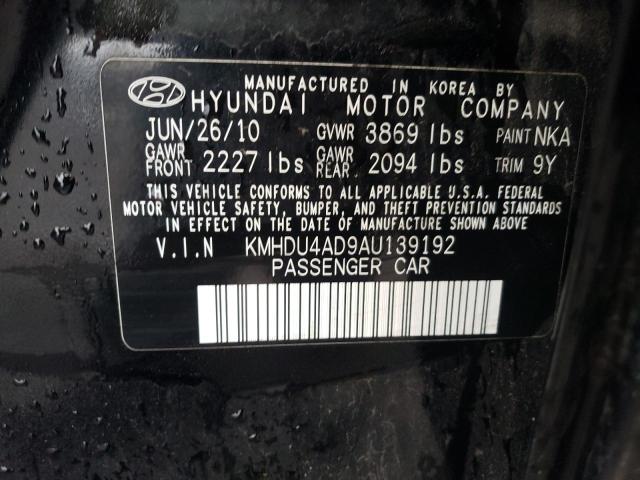 MANUFACTURED IN KOREA BY
HYUNDAI MOTOR COMPANY
JUN/26/10 GVWR 3869 lbs PAINT NKA
GAWR FRONT 2227 lbs GAWR REAR 2094 lbs TRIM 9Y
THIS VEHICLE CONFORMS TO ALL APPLICABLE U.S.A. FEDERAL
MOTOR VEHICLE SAFETY, BUMPER, AND THEFT PREVENTION STANDARDS
IN EFFECT ON THE DATE OF MANUFACTURE SHOWN ABOVE
V.I.N KMHDU4AD9AU139192
PASSENGER CAR